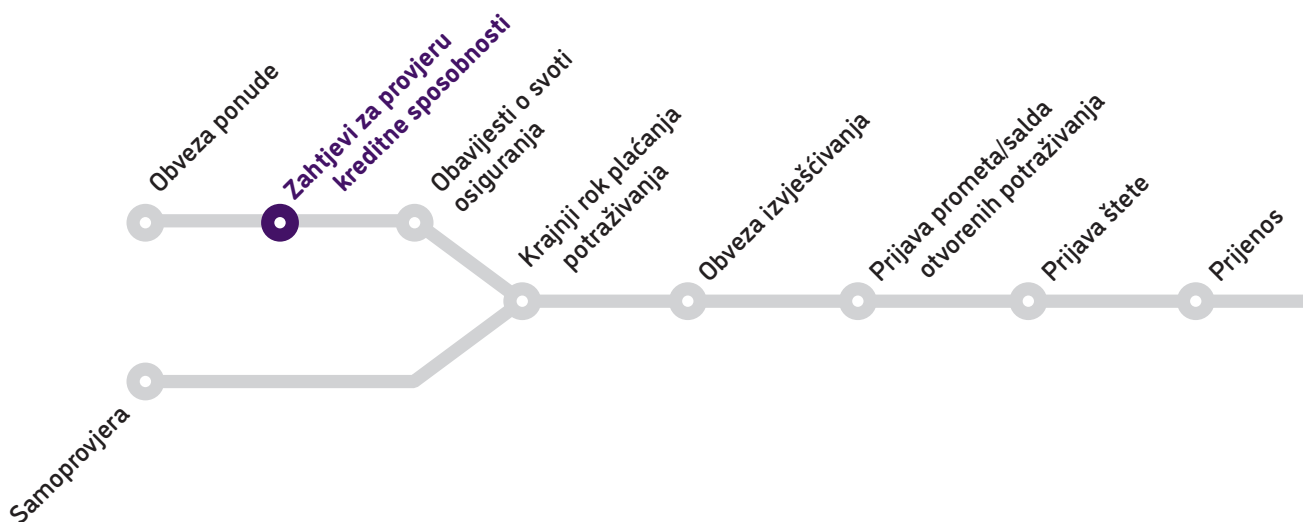 Obveza ponude
Zahtjevi za provjeru
kreditne sposobnosti
Obavijesti o svoti
osiguranja
Krajnji rok plaćanja
potraživanja
Obveza izvješćivanja
Prijava prometa/salda
otvorenih potraživanja
Prijava štete
Prijenos
Samoprovjera